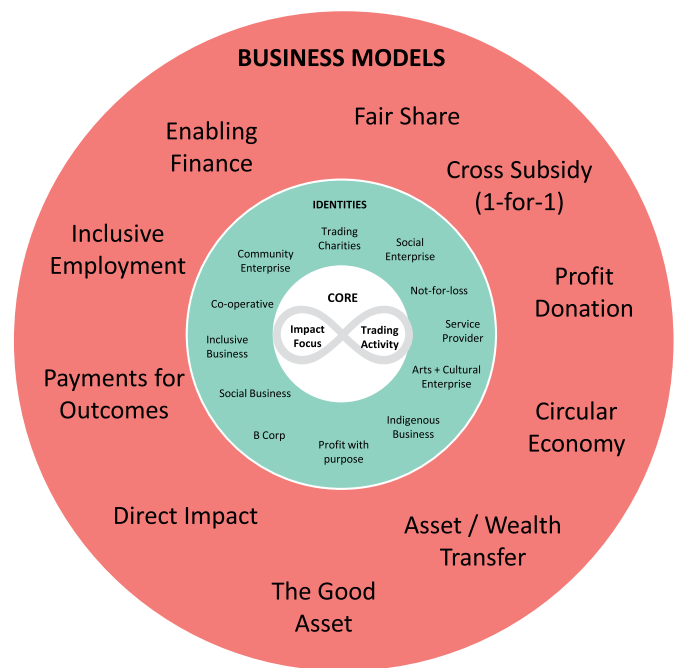 BUSINESS MODELS
Fair Share
Cross Subsidy
(1-for-1)
Profit
Donation
Circular
Economy
Asset / Wealth
Transfer
The Good
Asset
Direct Impact
Payments for
Outcomes
Inclusive
Employment
Enabling
Finance
IDENTITIES
Trading
Charities
Social
Enterprise
Not-for-loss
Service
Provider
Arts + Cultural
Enterprise
Indigenous
Business
Profit with
purpose
B Corp
Social Business
Inclusive
Business
Co-operative
Community
Enterprise
CORE
Impact
Focus
Trading
Activity